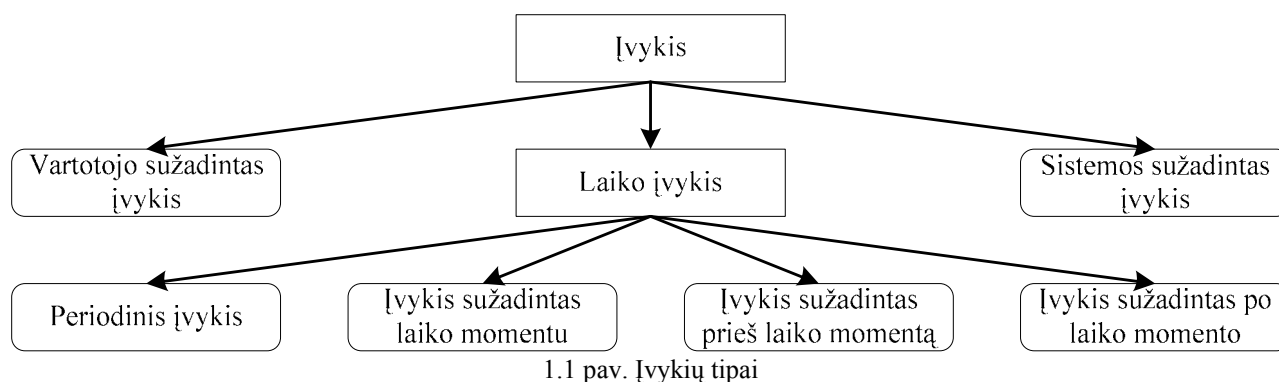 Įvykis
Vartotojo sužadintas
įvykis
Laiko įvykis
Sistemos sužadintas
įvykis
Periodinis įvykis
Įvykis sužadintas
laiko momentu
Įvykis sužadintas
prieš laiko momentą
Įvykis sužadintas po
laiko momento
1.1 pav. Įvykių tipai